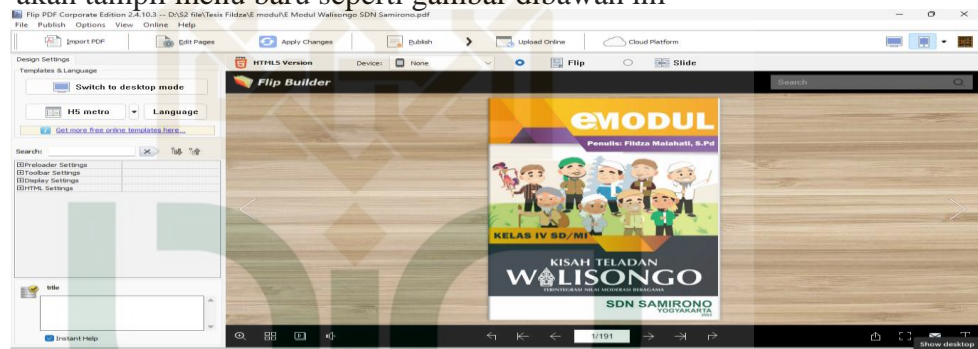 akan tampil menu baru seperti gambar dibawah ini
Flip PDF Corporate Edition 2.4.10.3 -- D:\S2 file\Tesis Fildza\E modul\E Modul Walisongo SDN Samirono.pdf
File Publish Options View Online Help
Import PDF Edit Pages Apply Changes Publish Upload Online Cloud Platform
Design Settings
Templates & Language
HTML5 Version Device: None Flip Slide
Switch to desktop mode
Flip Builder
Search
H5 metro Language
Get more free online templates here...
Search:
Preloader Settings
Toolbar Settings
Display Settings
HTML Settings
eMODUL
Penulis: Fildza Malahati, S.Pd
KELAS IV SD/MI
KISAH TELADAN
WALISONGO
TERINTEGRASI NILAI MODERASI BERAGAMA
SDN SAMIRONO
YOGYAKARTA
title
Instant Help
1/191
Show desktop